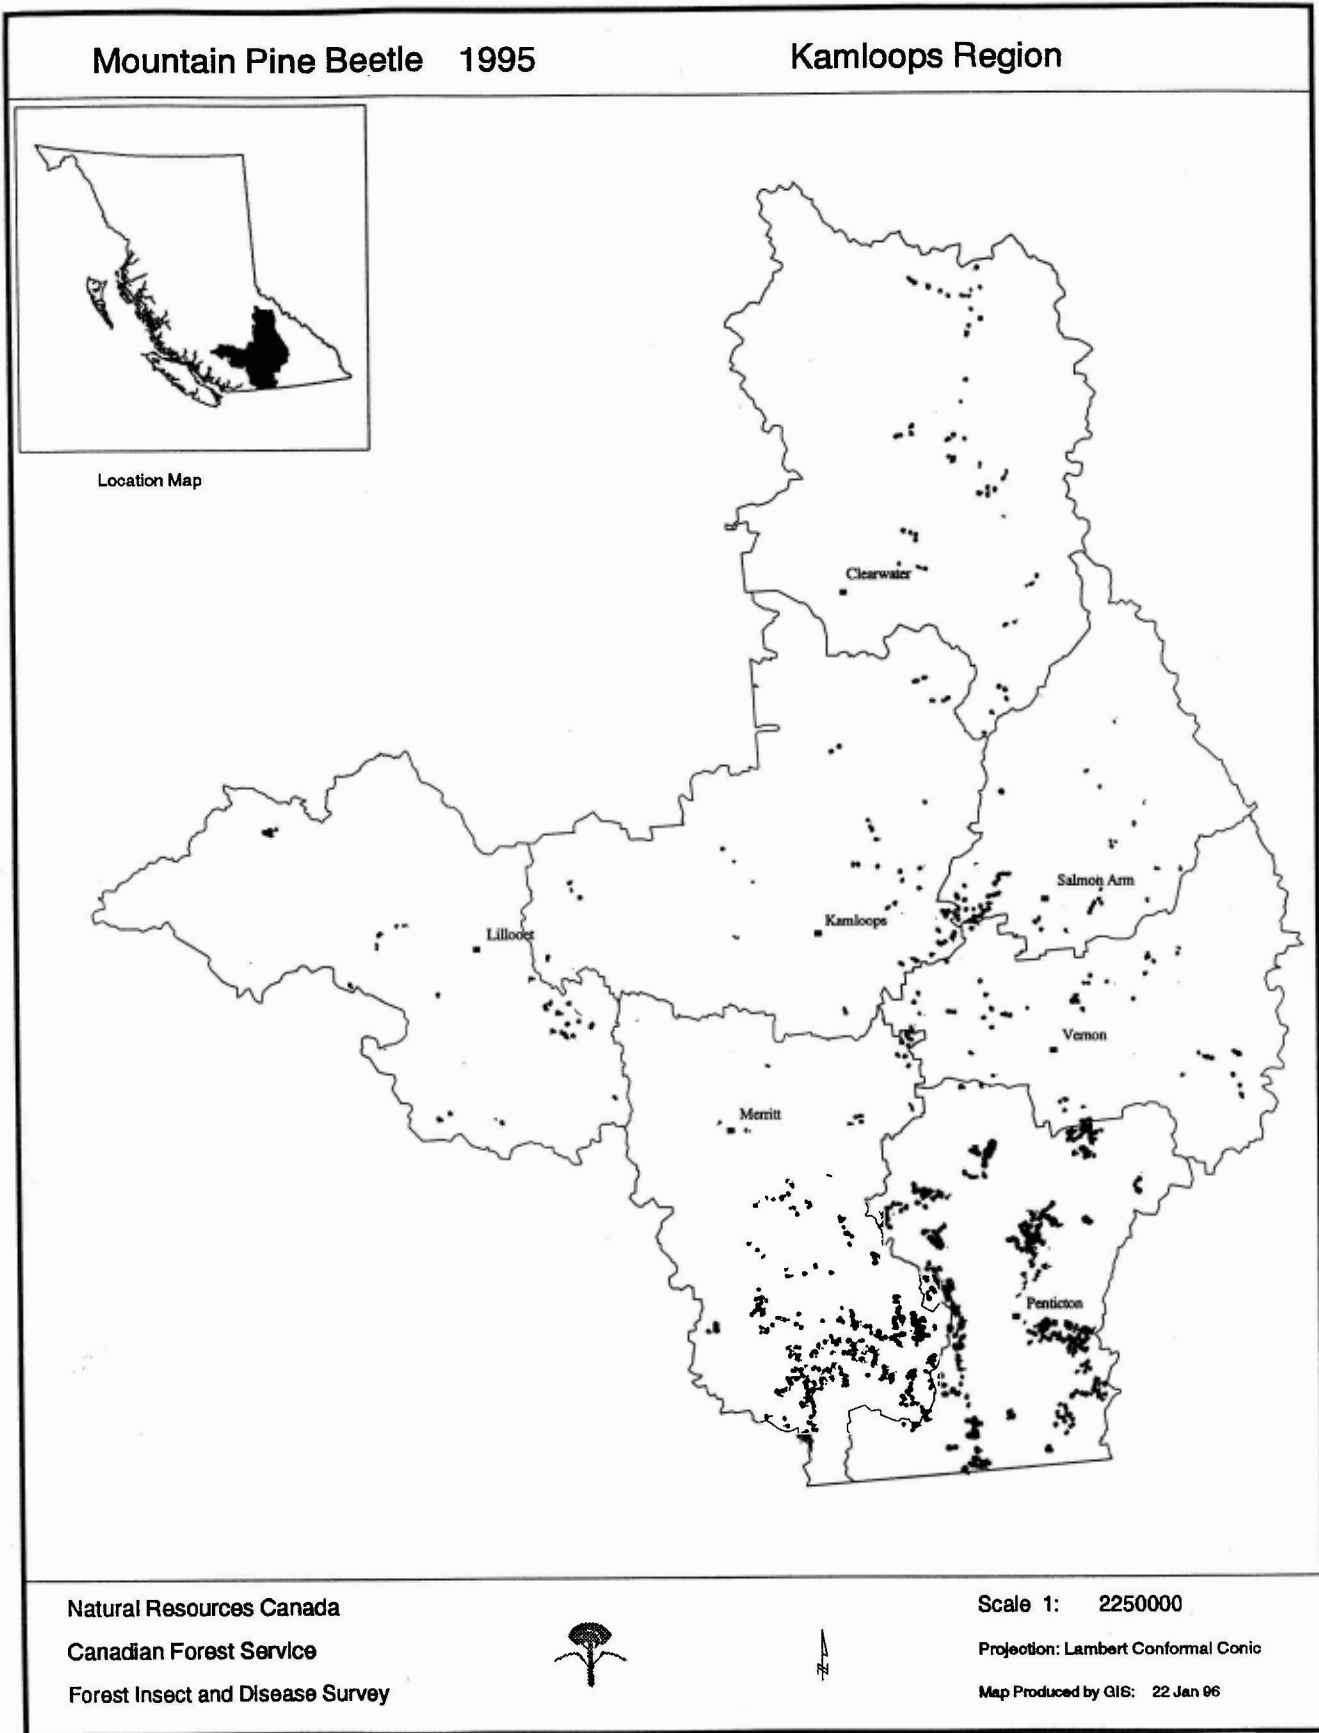 Mountain Pine Beetle 1995
Kamloops Region
Location Map
Clearwater
Salmon Arm
Kamloops
Lillooet
Vernon
Merritt
Penticton
Natural Resources Canada
Canadian Forest Service
Forest Insect and Disease Survey
Scale 1: 2250000
Projection: Lambert Conformal Conic
Map Produced by GIS: 22 Jan 96
N